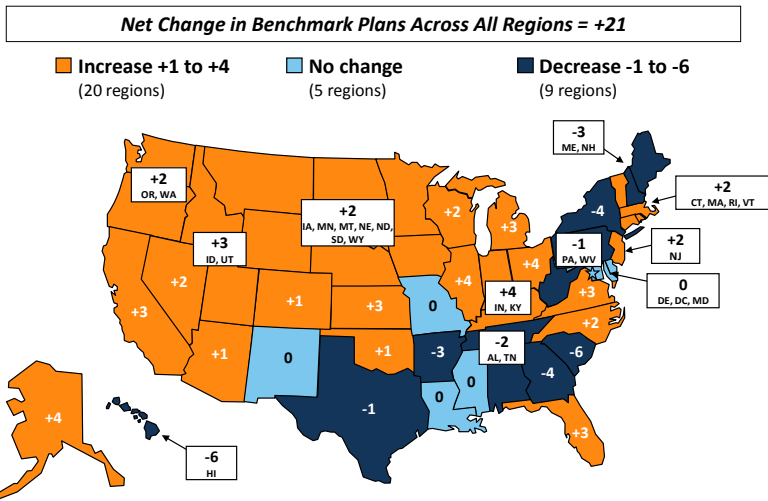 Net Change in Benchmark Plans Across All Regions = +21
Increase +1 to +4
(20 regions)
No change
(5 regions)
Decrease -1 to -6
(9 regions)
-3
ME, NH
+2
OR, WA
+2
CT, MA, RI, VT
+2
IA, MN, MT, NE, ND,
SD, WY
+2
-4
+3
+3
ID, UT
-1
PA, WV
+2
NJ
+4
+2
+4
0
DE, DC, MD
+4
IN, KY
+3
+1
+3
0
+3
+2
-2
AL, TN
+1
0
+1
-3
-6
-4
0
0
-1
+4
+3
-6
HI